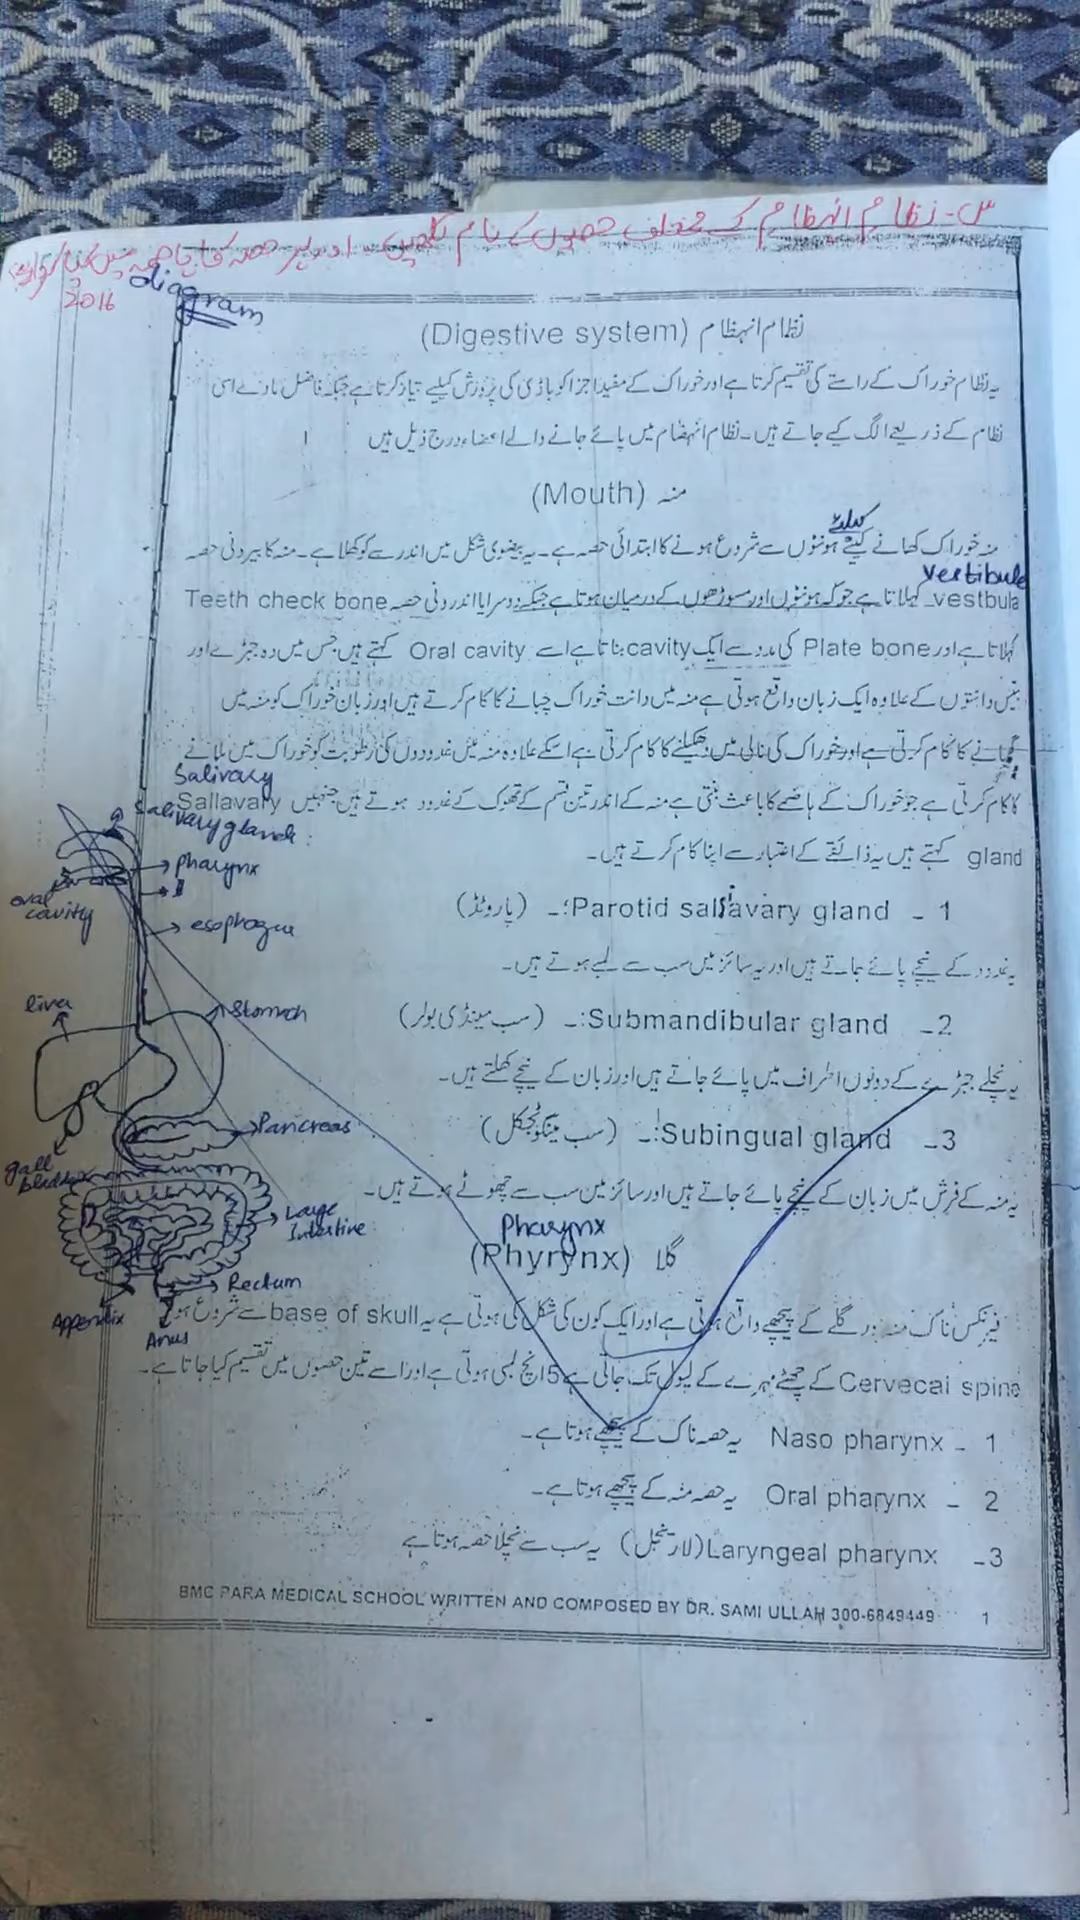 س - نظام انہظام کے مختلف حصوں کے نام لکھیں - اور ہر حصہ کا ہاضمہ میں کیا
2016
diagram
نظام انہظام (Digestive system)
یہ نظام خوراک کے راستے کی تقسیم کرتا ہے اور خوراک کے مفید اجزا کو باڈی کی پرورش کیلیے تیار کرتا ہے جبکہ فاضل مادے اسی
نظام کے ذریعے الگ کیے جاتے ہیں۔ نظام انہضام میں پائے جانے والے اعضاء درج ذیل ہیں
منہ (Mouth)
کیلئے
منہ خوراک کھانے کیئے ہونٹوں سے شروع ہونے کا ابتدائی حصہ ہے۔ یہ بیضوی شکل میں اندر سے کوکھلا ہے۔ منہ کا بیرونی حصہ
Vestibule
vestbula کہلاتا ہے جو کہ ہونٹوں اور مسوڑھوں کے درمیان ہوتا ہے جبکہ دوسرا یا اندرونی حصہ Teeth check bone
کہلاتا ہے اور Plate bone کی مدد سے ایک cavity بناتا ہے اسے Oral cavity کہتے ہیں جس میں دو جبڑے اور
بتیس دانتوں کے علاوہ ایک زبان واقع ہوتی ہے منہ میں دانت خوراک چبانے کا کام کرتے ہیں اور زبان خوراک کو منہ میں
گھمانے کا کام کرتی ہے اور خوراک کی نالی میں دھکیلنے کا کام کرتی ہے اسکے علاوہ منہ میں غدودوں کی رطوبت کو خوراک میں ملانے
Salivary
کا کام کرتی ہے جو خوراک کے ہاضمے کا باعث بنتی ہے منہ کے اندر تین قسم کے تھوک کے غدود ہوتے ہیں جنہیں Sallavary
gland کہتے ہیں یہ ذائقے کے اعتبار سے اپنا کام کرتے ہیں۔
1 - Parotid sallavary gland :۔ (پاروٹڈ)
یہ غدود کے نیچے پائے جاتے ہیں اور یہ سائز میں سب سے لمبے ہوتے ہیں۔
2- Submandibular gland :۔ (سب مینڈی بولر)
یہ نچلے جبڑے کے دونوں اطراف میں پائے جاتے ہیں اور زبان کے نیچے کھلتے ہیں۔
3- Subingual gland :۔
یہ منہ کے فرش میں زبان کے نیچے پائے جاتے ہیں اور سائز مین سب سے چھوٹے ہوتے ہیں۔
Pharynx
گلا (Phyrynx)
فیرنکس ناک منہ اور گلے کے پیچھے واقع ہوتی ہے اور ایک کون کی شکل کی ہوتی ہے یہ base of skull سے شروع ہو
Cervecai spine کے چھٹے مہرے کے لیول تک جاتی ہے 5 انچ لمبی ہوتی ہے اور اسے تین حصوں میں تقسیم کیا جاتا ہے۔
1 - Naso pharynx یہ حصہ ناک کے پیچھے ہوتا ہے۔
2 - Oral pharynx یہ حصہ منہ کے پیچھے ہوتا ہے۔
3- Laryngeal pharynx (لارنجل) یہ سب سے نچلا حصہ ہوتا ہے
BMC PARA MEDICAL SCHOOL WRITTEN AND COMPOSED BY DR. SAMI ULLAH 300-6849449 1
Salivary glands
pharynx
oral cavity
esophague
liver
Stomach
Pancreas
gall bladder
Large Intestine
Rectum
Appendix
Anus